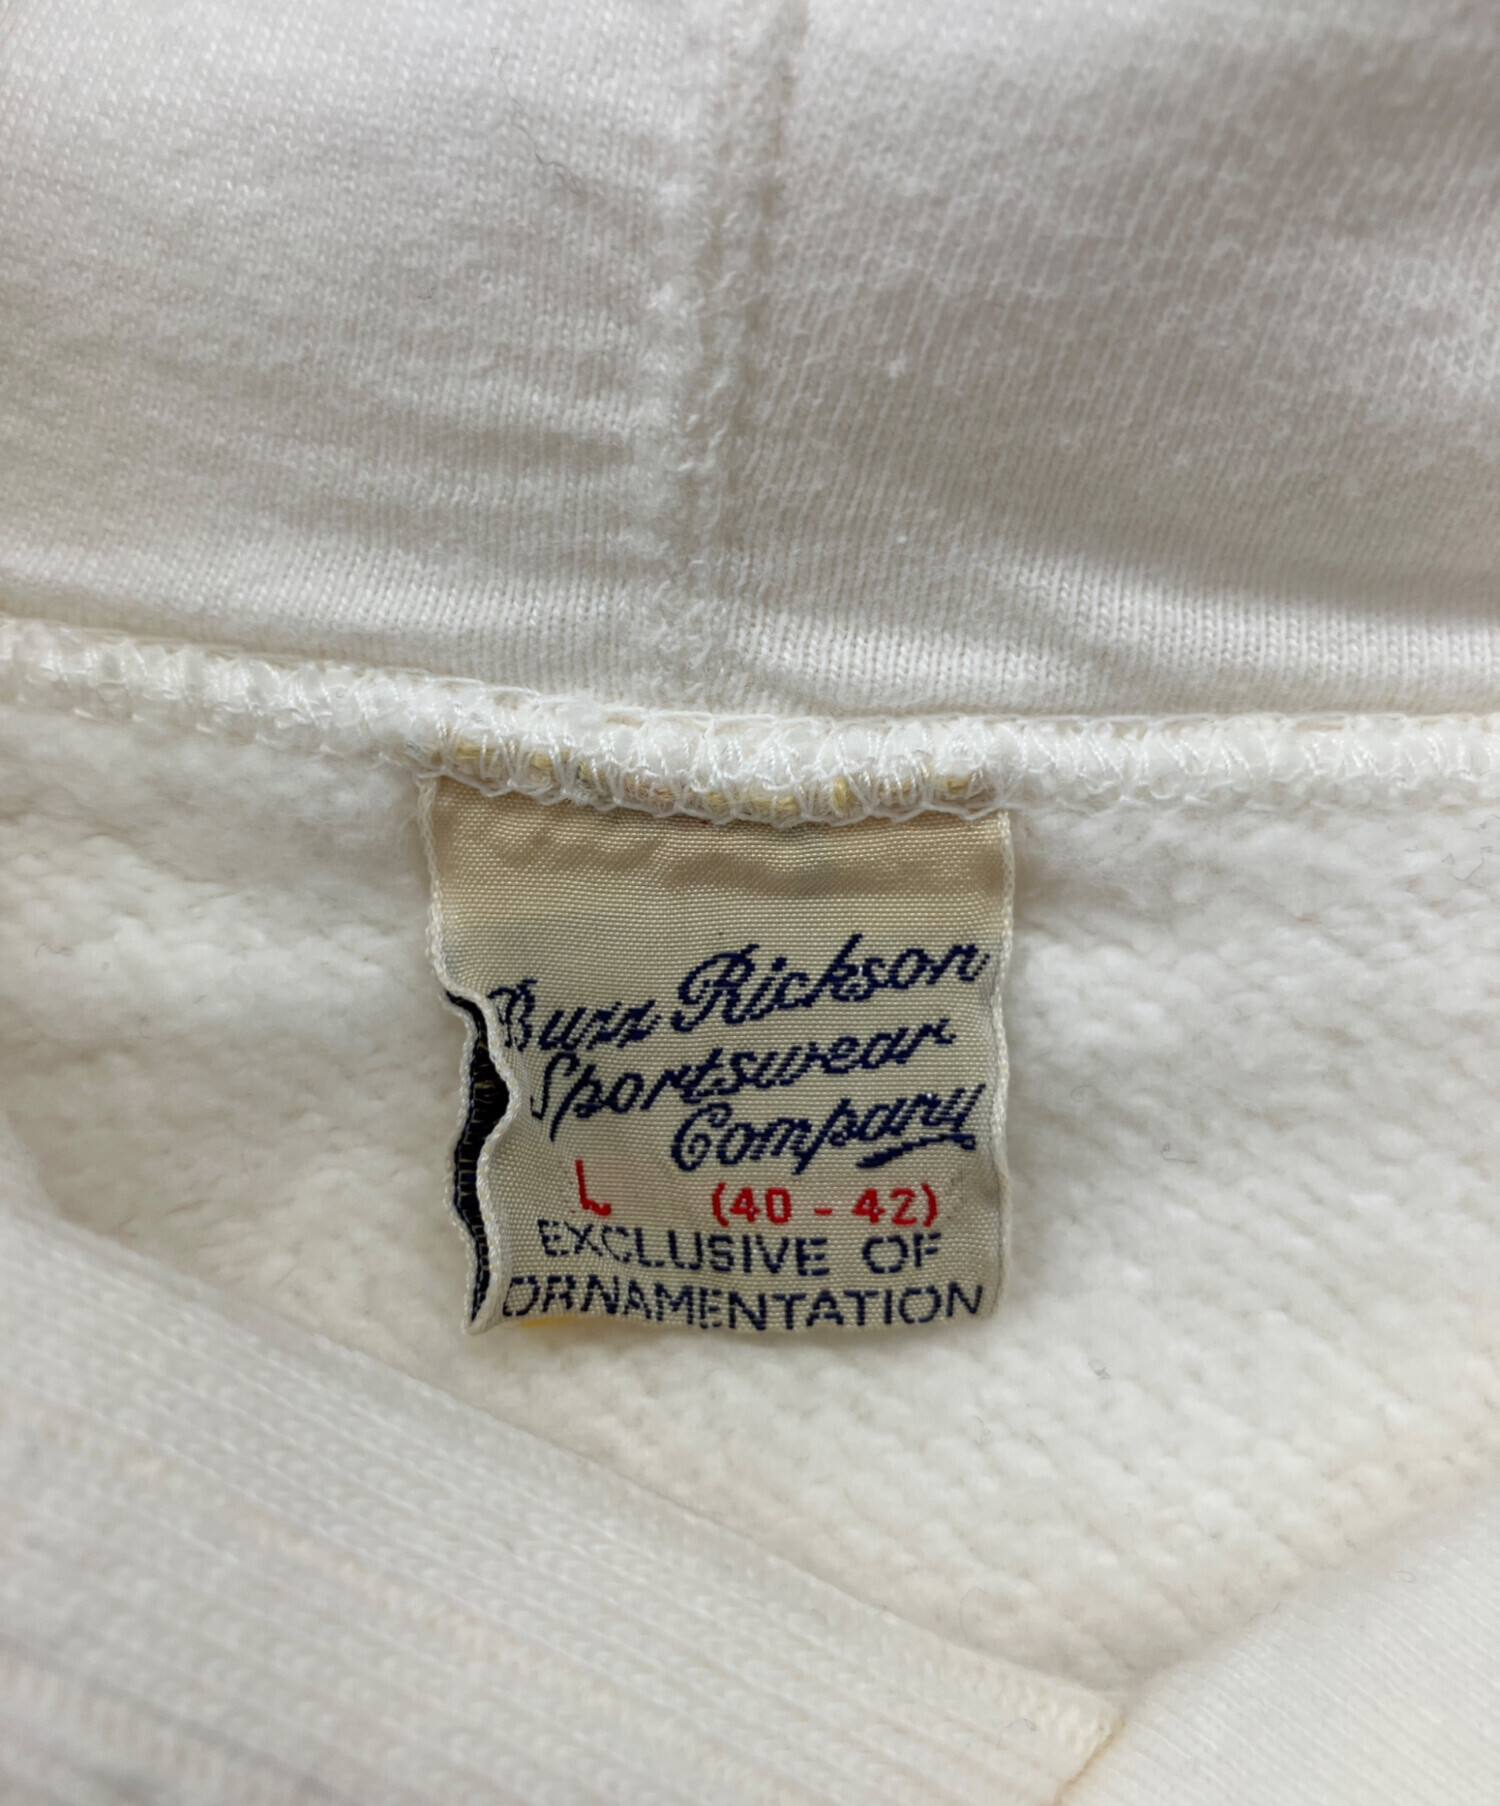 Buzz Rickson
Sportswear
Company
L (40 - 42)
EXCLUSIVE OF
ORNAMENTATION